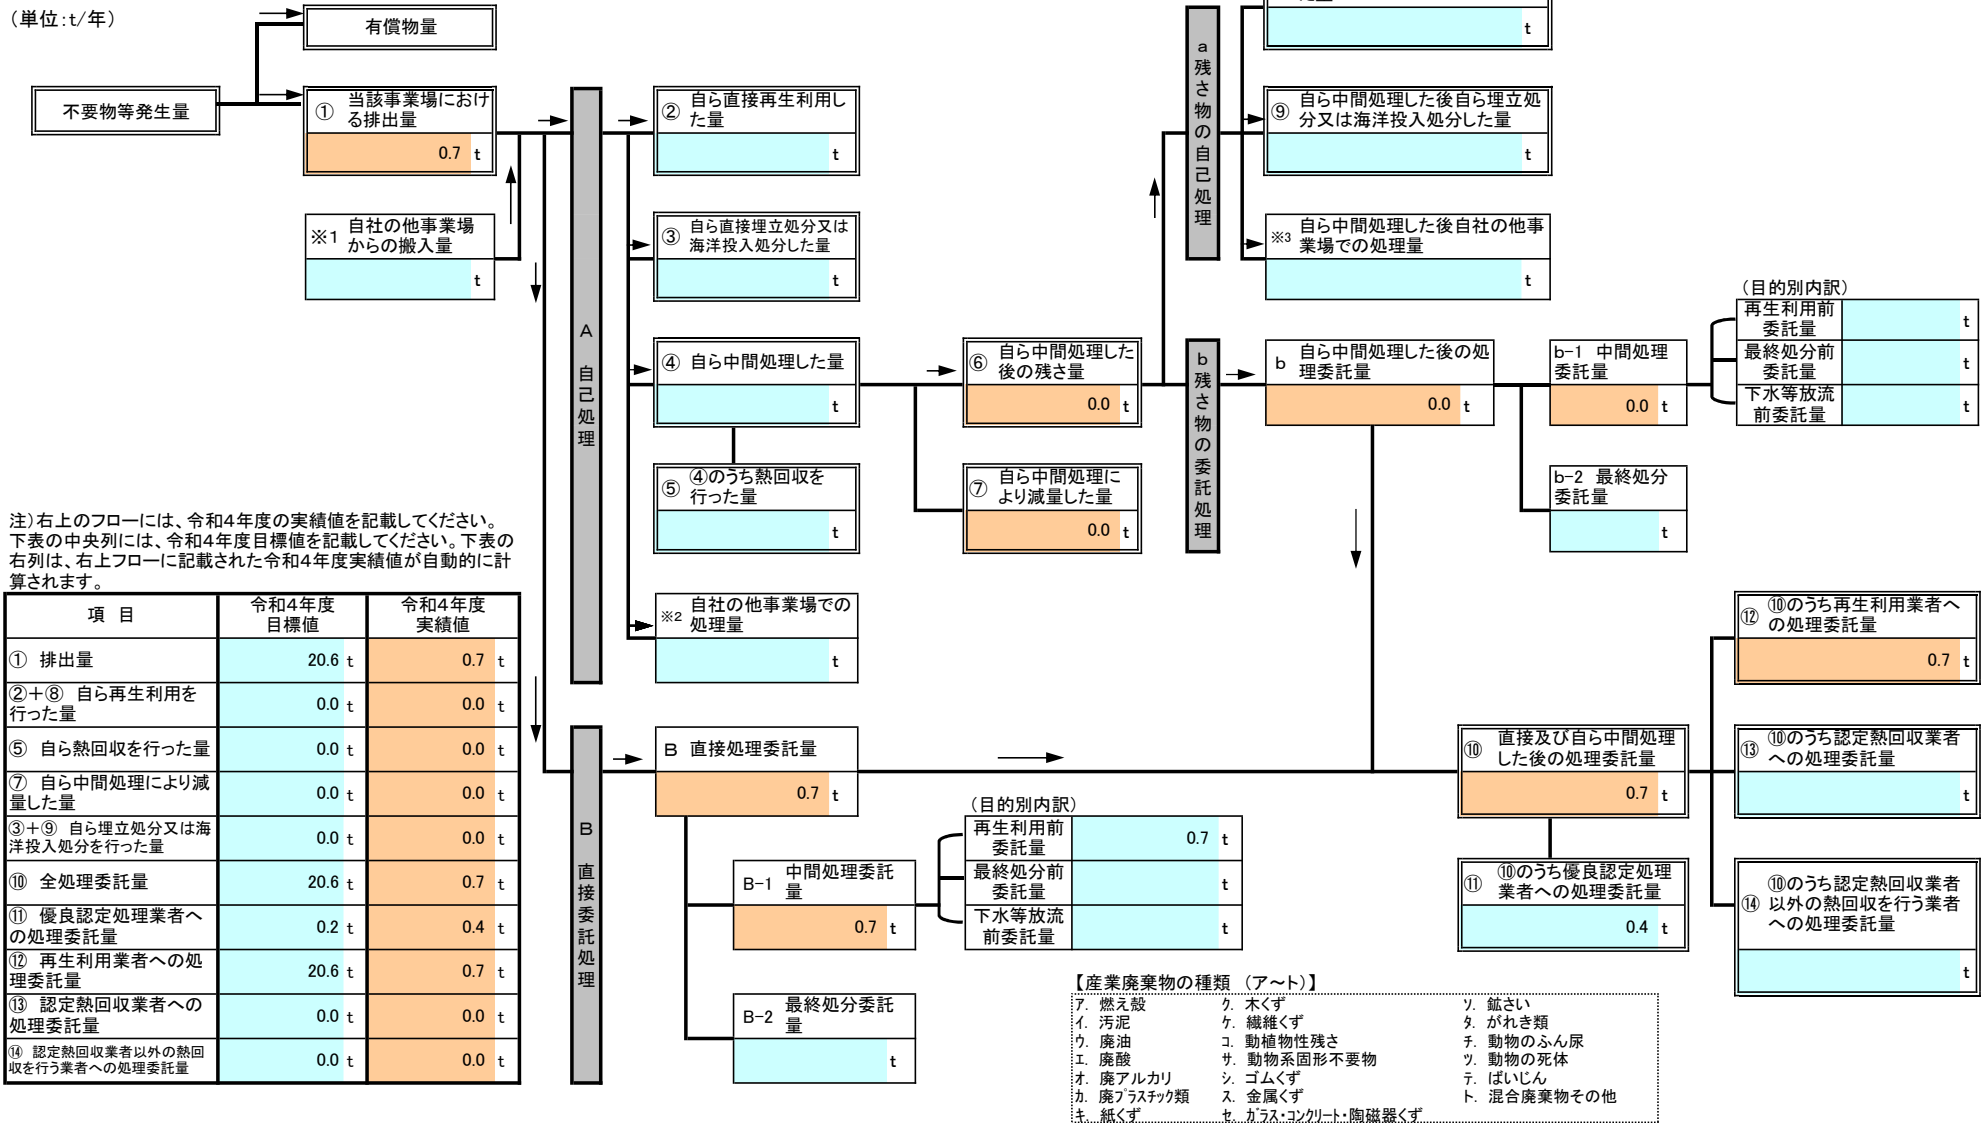 (単位:t/年)
有償物量
不要物等発生量
① 当該事業場におけ
る排出量
0.7 t
※1 自社の他事業場
からの搬入量
t
A 自己処理
② 自ら直接再生利用し
た量
t
③ 自ら直接埋立処分又は
海洋投入処分した量
t
④ 自ら中間処理した量
t
⑤ ④のうち熱回収を
行った量
t
※2 自社の他事業場での
処理量
t
⑥ 自ら中間処理した
後の残さ量
0.0 t
⑦ 自ら中間処理に
より減量した量
0.0 t
a 残さ物の自己処理
t
⑨ 自ら中間処理した後自ら埋立処
分又は海洋投入処分した量
t
※3 自ら中間処理した後自社の他事
業場での処理量
t
b 残さ物の委託処理
b 自ら中間処理した後の処
理委託量
0.0 t
b-1 中間処理
委託量
0.0 t
b-2 最終処分
委託量
t
(目的別内訳)
再生利用前
委託量
t
最終処分前
委託量
t
下水等放流
前委託量
t
注)右上のフローには、令和4年度の実績値を記載してください。
下表の中央列には、令和4年度目標値を記載してください。下表の
右列は、右上フローに記載された令和4年度実績値が自動的に計
算されます。
項 目
令和4年度
目標値
令和4年度
実績値
① 排出量 20.6 t 0.7 t
②+⑧ 自ら再生利用を
行った量 0.0 t 0.0 t
⑤ 自ら熱回収を行った量 0.0 t 0.0 t
⑦ 自ら中間処理により減
量した量 0.0 t 0.0 t
③+⑨ 自ら埋立処分又は海
洋投入処分を行った量 0.0 t 0.0 t
⑩ 全処理委託量 20.6 t 0.7 t
⑪ 優良認定処理業者へ
の処理委託量 0.2 t 0.4 t
⑫ 再生利用業者への処
理委託量 20.6 t 0.7 t
⑬ 認定熱回収業者への
処理委託量 0.0 t 0.0 t
⑭ 認定熱回収業者以外の熱回
収を行う業者への処理委託量 0.0 t 0.0 t
B 直接委託処理
B 直接処理委託量
0.7 t
B-1 中間処理委託
量
0.7 t
B-2 最終処分委託
量
t
(目的別内訳)
再生利用前
委託量
0.7 t
最終処分前
委託量
t
下水等放流
前委託量
t
⑩ 直接及び自ら中間処理
した後の処理委託量
0.7 t
⑪ ⑩のうち優良認定処理
業者への処理委託量
0.4 t
⑫ ⑩のうち再生利用業者へ
の処理委託量
0.7 t
⑬ ⑩のうち認定熱回収業者
への処理委託量
t
⑭ ⑩のうち認定熱回収業者
以外の熱回収を行う業者
への処理委託量
t
【産業廃棄物の種類 (ア~ト)】
ア. 燃え殻 ク. 木くず ソ. 鉱さい
イ. 汚泥 ケ. 繊維くず タ. がれき類
ウ. 廃油 コ. 動植物性残さ チ. 動物のふん尿
エ. 廃酸 サ. 動物系固形不要物 ツ. 動物の死体
オ. 廃アルカリ シ. ゴムくず テ. ばいじん
カ. 廃プラスチック類 ス. 金属くず ト. 混合廃棄物その他
キ. 紙くず セ. ガラス・コンクリート・陶磁器くず